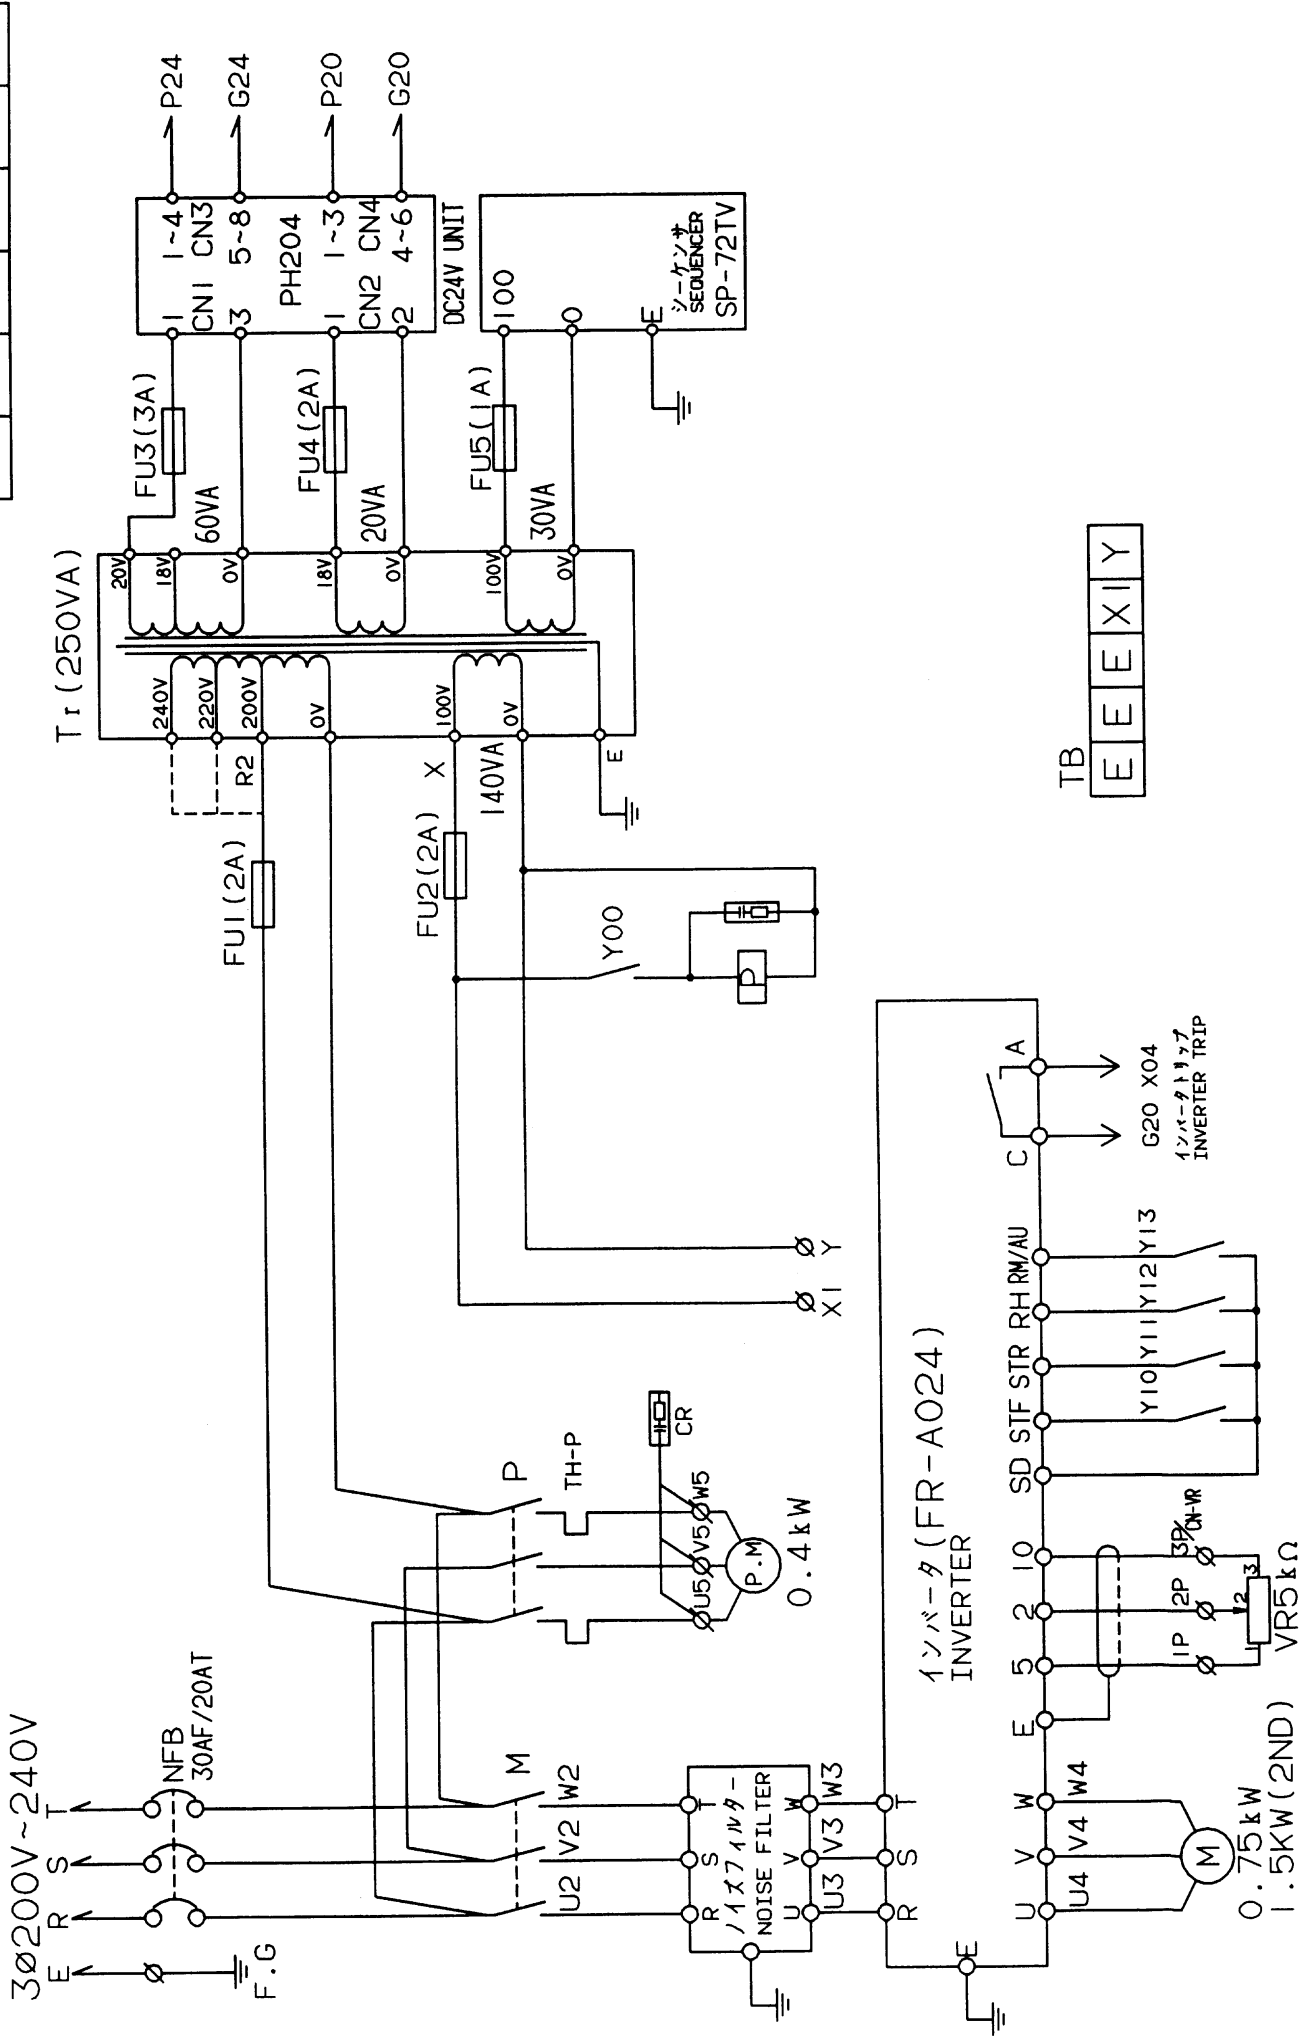 3ø200V~240V
E R S T
F.G
NFB
30AF/20AT
M
U2 V2 W2
R S T
ノイズフィルター
NOISE FILTER
U V W
U3 V3 W3
R S T
E
インバータ(FR-A024)
INVERTER
U V W E 5 2 10 SD STF STR RH RM/AU C A
U4 V4 W4
M
0.75kW
1.5KW(2ND)
1P 2P 3P/CN-VR
1 2 3
VR5kΩ
Y10 Y11 Y12 Y13
G20 X04
インバータトリップ
INVERTER TRIP
P
TH-P
U5 V5 W5
CR
P.M
0.4kW
X1 Y
Y00
P
FU1(2A)
FU2(2A)
R2
X
140VA
E
Tr(250VA)
240V
220V
200V
0V
100V
0V
20V
18V
0V
18V
0V
100V
0V
60VA
20VA
30VA
FU3(3A)
FU4(2A)
FU5(1A)
1 1~4
CN1 CN3
3 5~8
PH204
1 1~3
CN2 CN4
2 4~6
DC24V UNIT
P24
G24
P20
G20
100
0
E
シーケンサ
SEQUENCER
SP-72TV
TB
E E E X1 Y